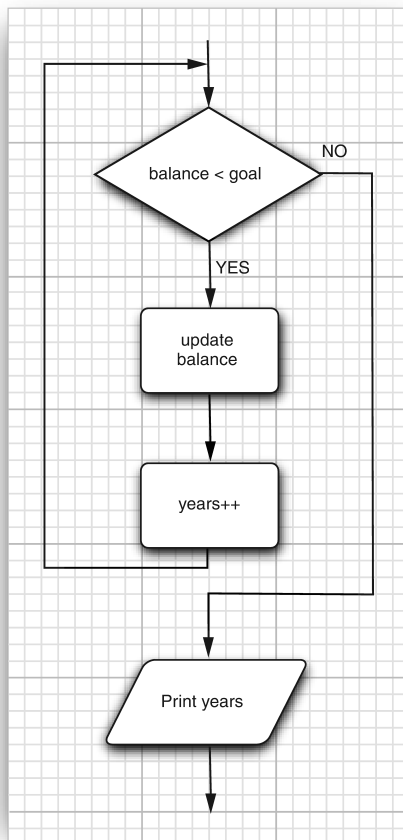 balance < goal
NO
YES
update
balance
years++
Print years